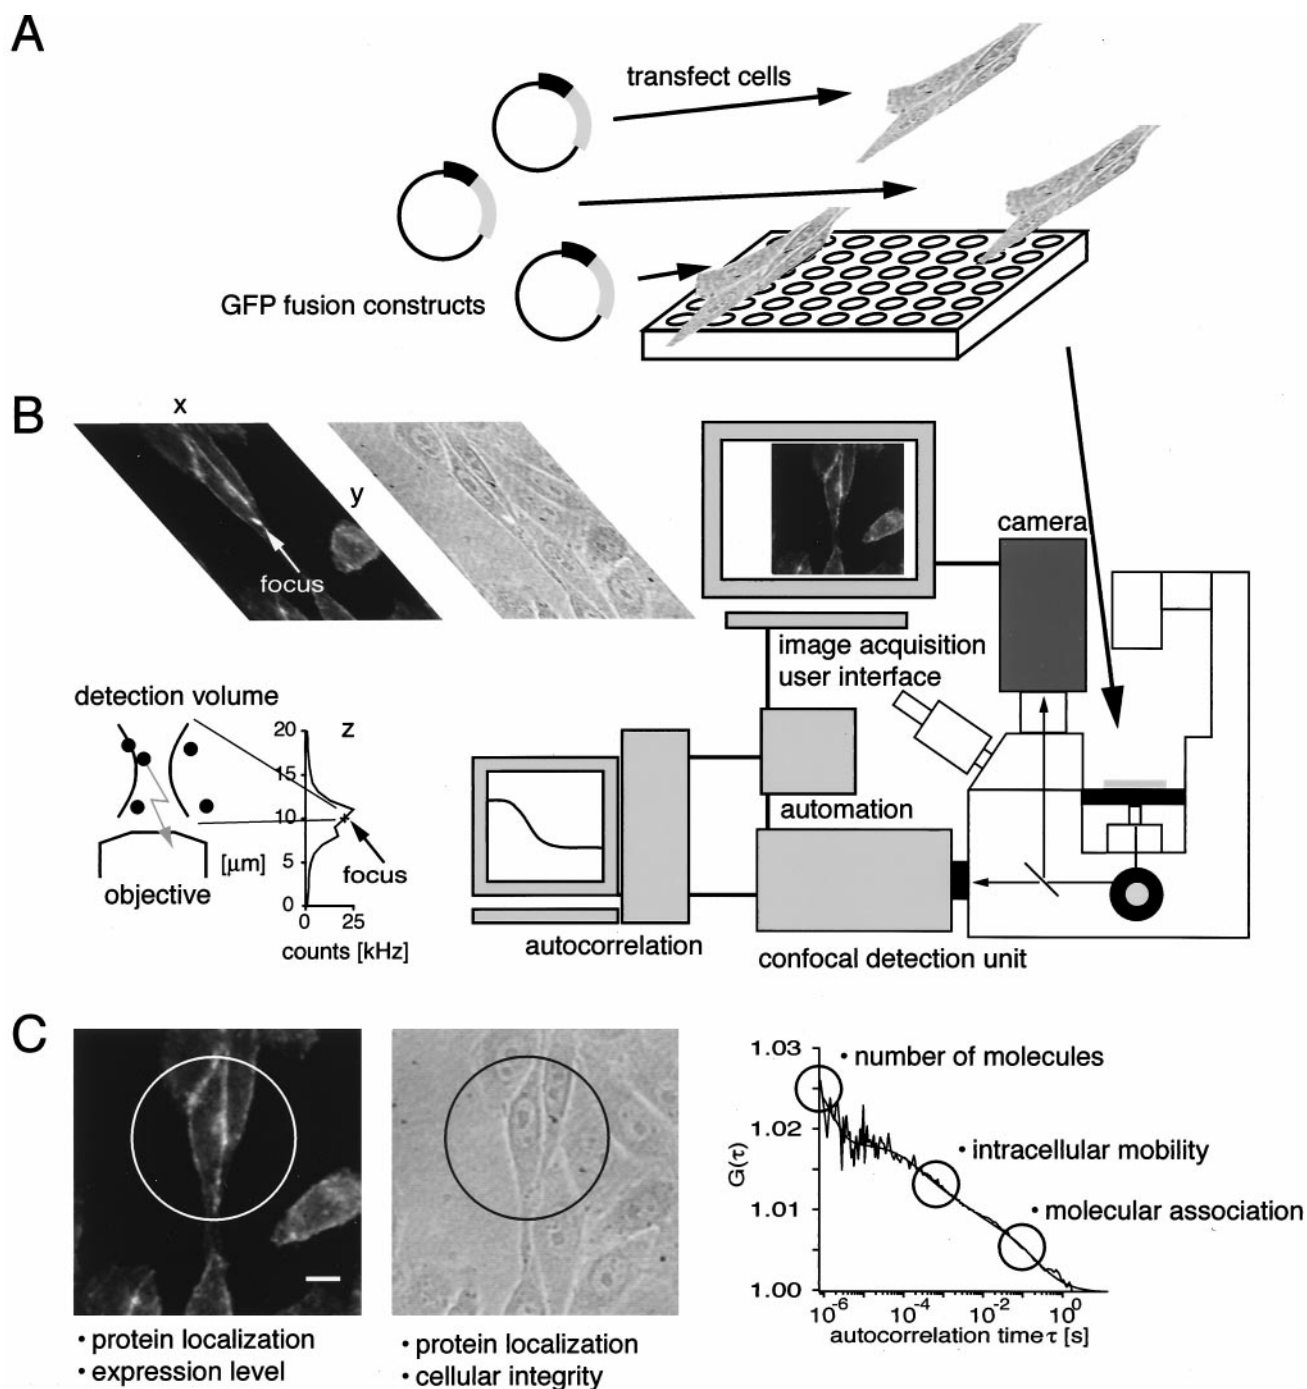 A
transfect cells
GFP fusion constructs
B
x
y
focus
camera
image acquisition
user interface
detection volume
20
z
15
10
automation
[μm]
5
focus
objective
0
0
25
counts [kHz]
autocorrelation
confocal detection unit
C
1.03
• number of molecules
1.02
• intracellular mobility
G(τ)
1.01
• molecular association
1.00
10-6
10-4
10-2
100
autocorrelation time τ [s]
• protein localization
• expression level
• protein localization
• cellular integrity